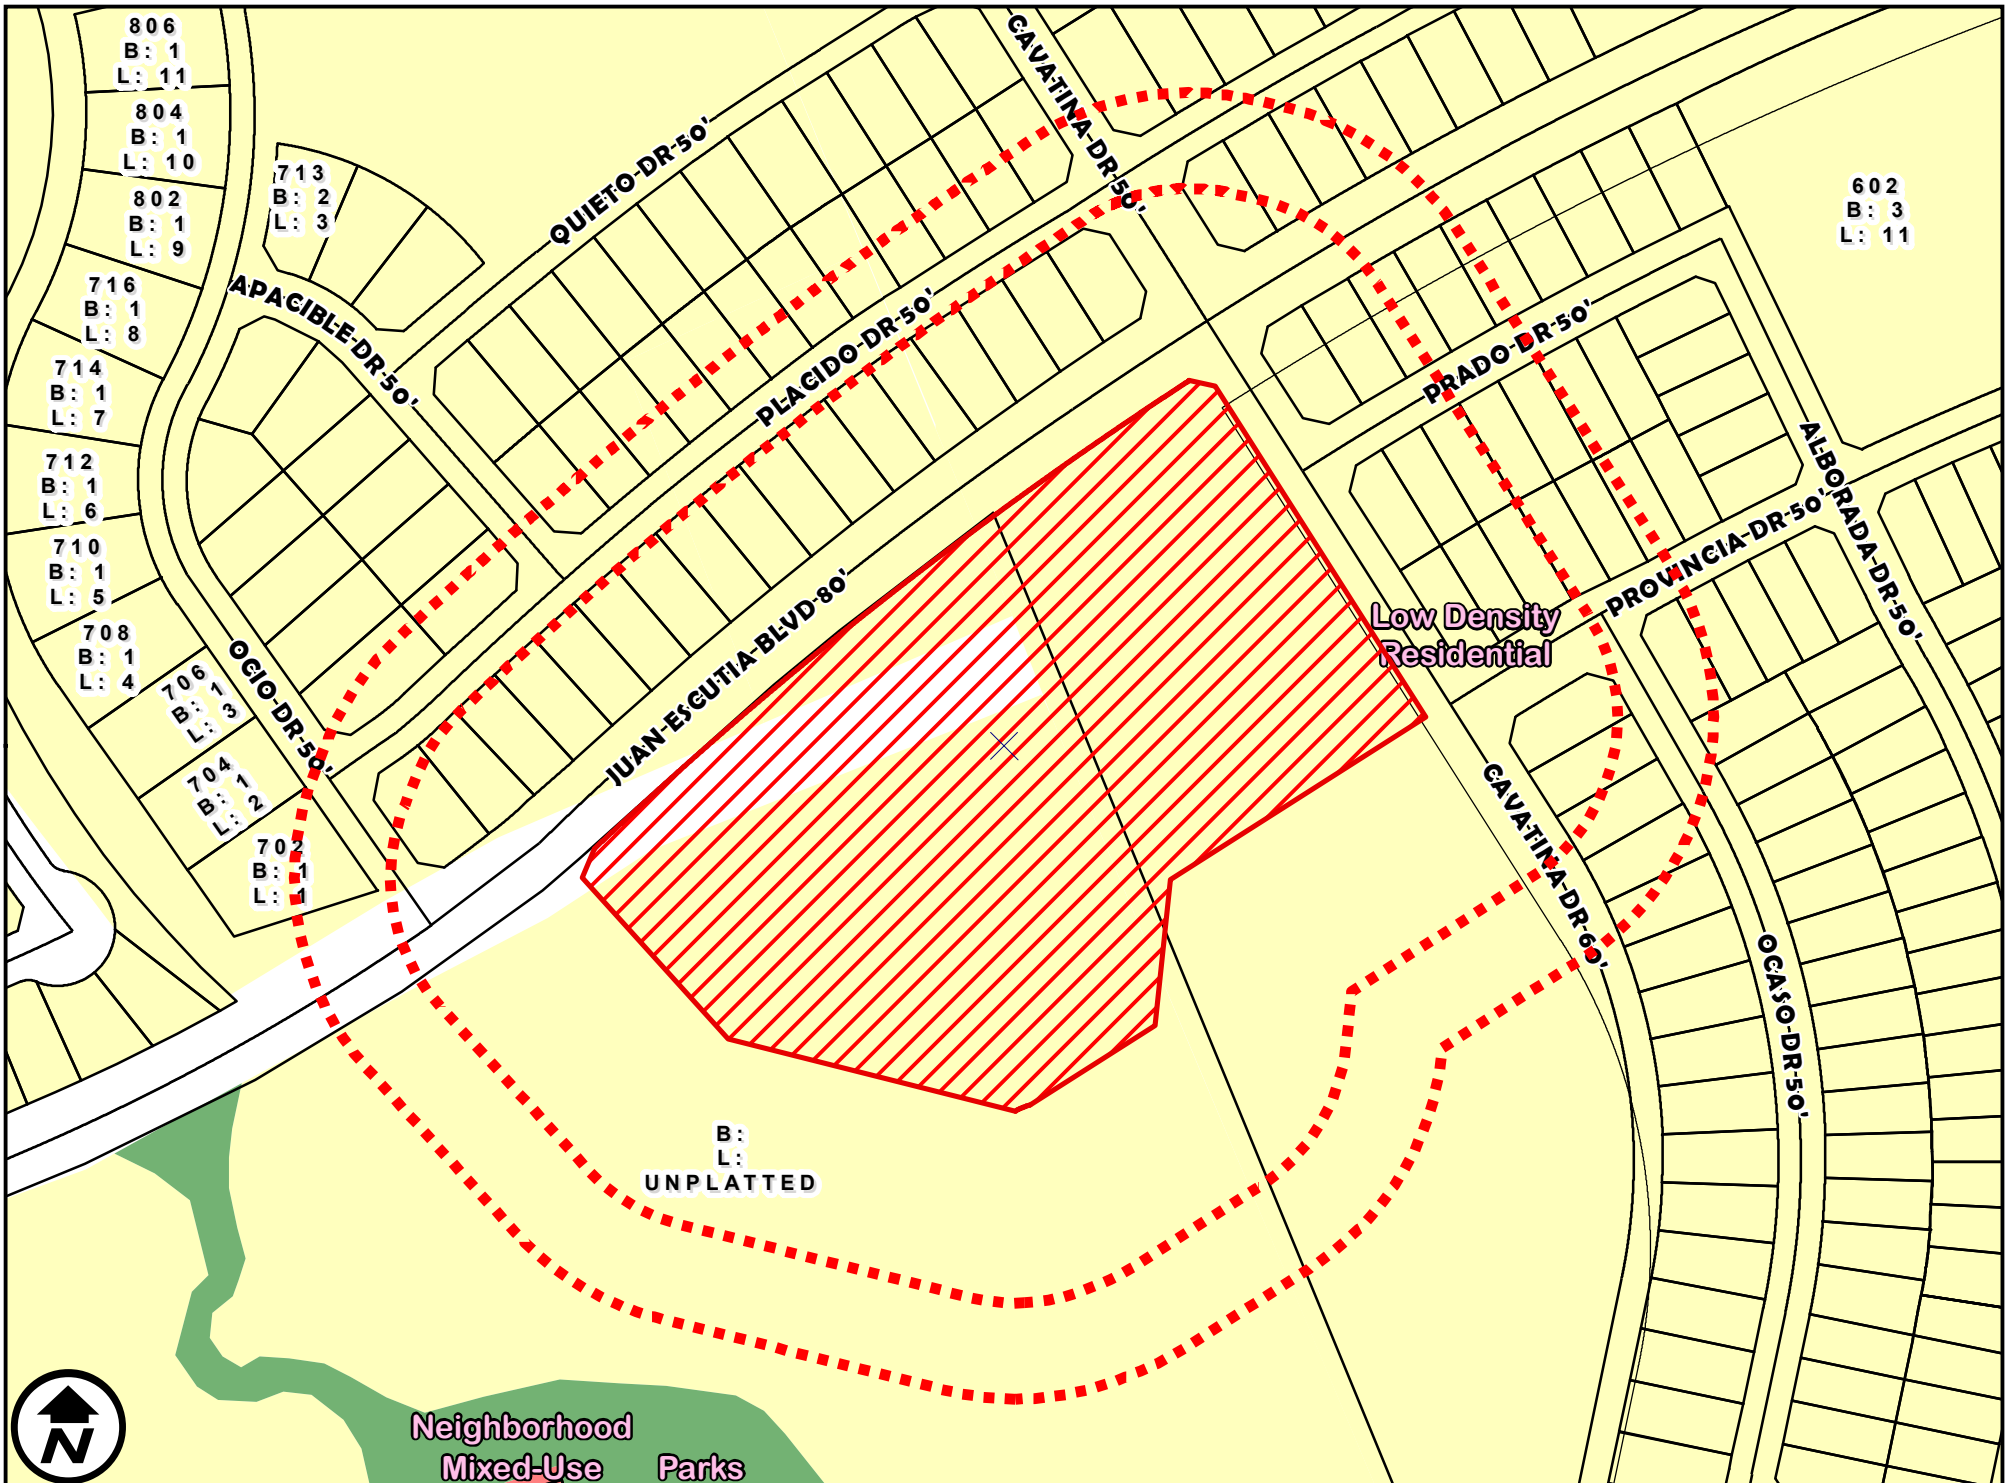 806
B: 1
L: 11
804
B: 1
L: 10
802
B: 1
L: 9
716
B: 1
L: 8
714
B: 1
L: 7
712
B: 1
L: 6
710
B: 1
L: 5
708
B: 1
L: 4
706
B: 1
L: 3
704
B: 1
L: 2
702
B: 1
L: 1
713
B: 2
L: 3
602
B: 3
L: 11
QUIETO-DR-50'
CAVATINA-DR-50'
APACIBLE-DR-50'
PLACIDO-DR-50'
PRADO-DR-50'
ALBORADA-DR-50'
PROVINCIA-DR-50'
JUAN-ESCUTIA-BLVD-80'
OCIO-DR-50'
Low Density
Residential
CAVATINA-DR-60'
OCASO-DR-50'
B:
L:
UNPLATTED
N
Neighborhood
Mixed-Use
Parks